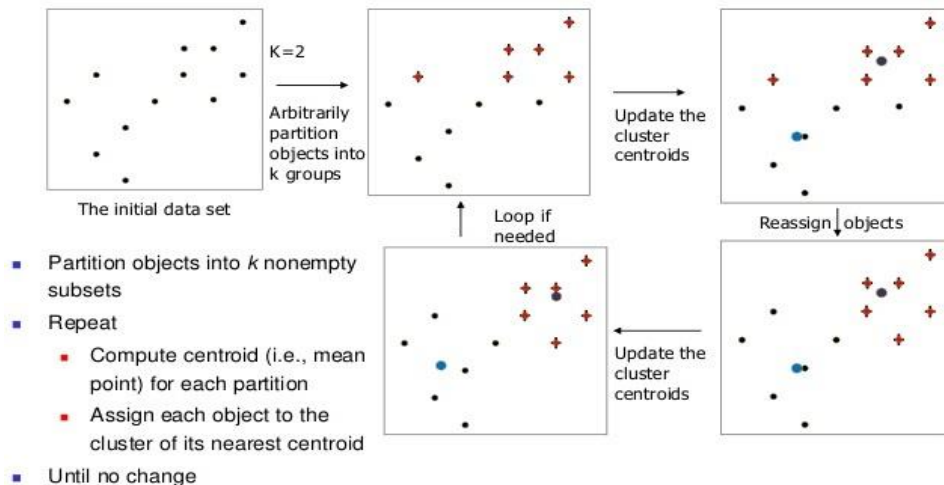 K=2
Arbitrarily
partition
objects into
k groups
Update the
cluster
centroids
The initial data set
Loop if
needed
Reassign objects
Update the
cluster
centroids
Partition objects into k nonempty
subsets
Repeat
Compute centroid (i.e., mean
point) for each partition
Assign each object to the
cluster of its nearest centroid
Until no change